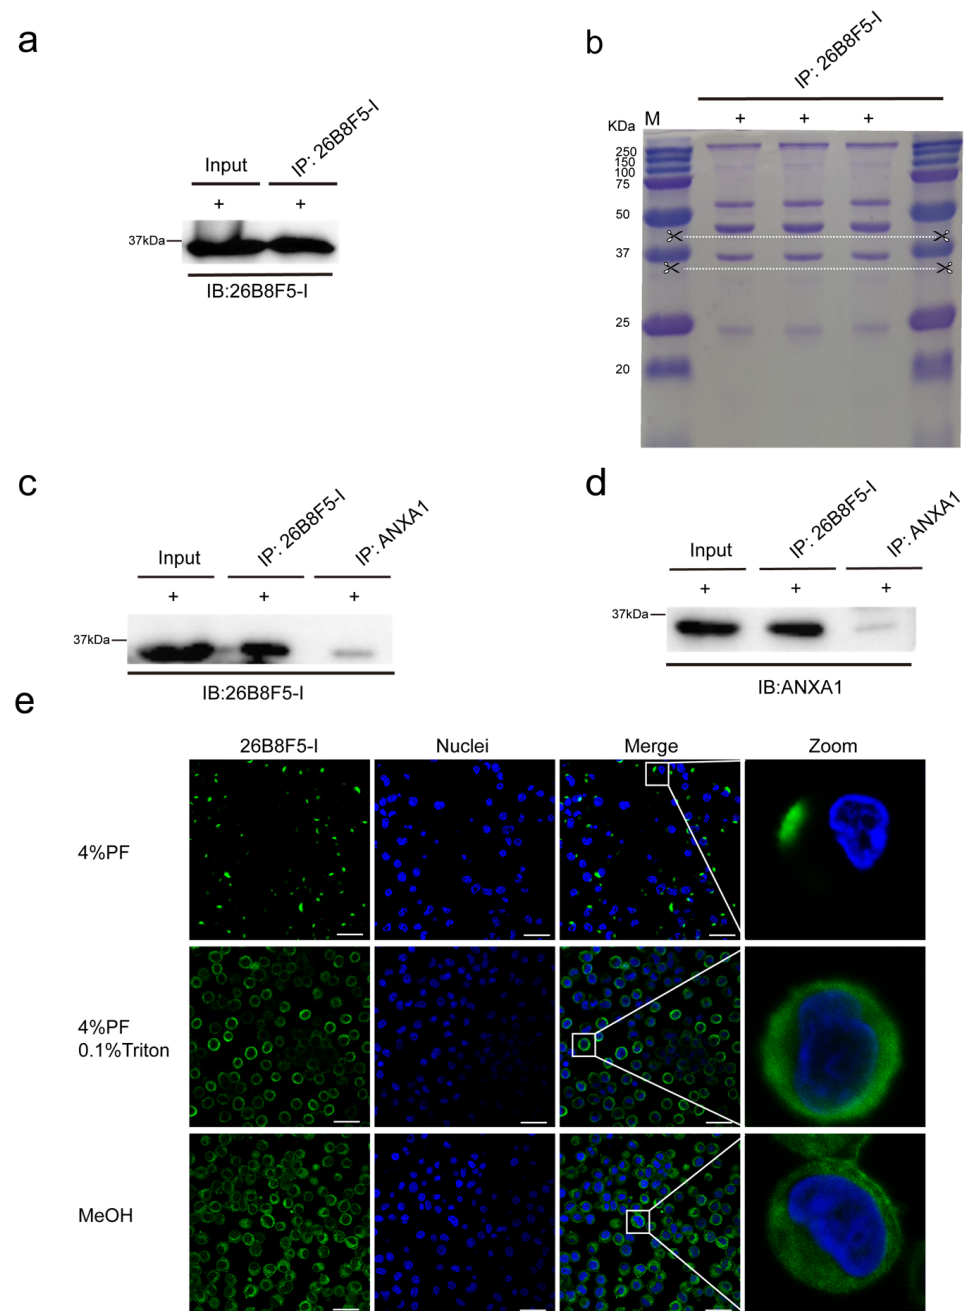 a
Input
IP: 26B8F5-I
+ +
37kDa
IB:26B8F5-I
b
IP: 26B8F5-I
KDa
M + + +
250
150
100
75
50
37
25
20
c
Input
IP: 26B8F5-I
IP: ANXA1
+ + +
37kDa
IB:26B8F5-I
d
Input
IP: 26B8F5-I
IP: ANXA1
+ + +
37kDa
IB:ANXA1
e
26B8F5-I Nuclei Merge Zoom
4%PF
4%PF
0.1%Triton
MeOH